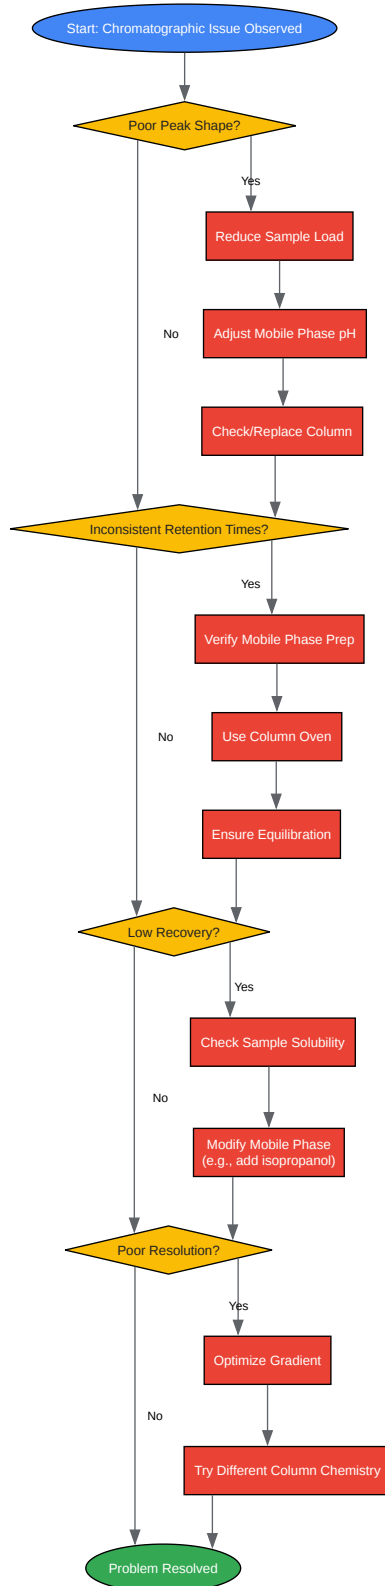 Start: Chromatographic Issue Observed
Poor Peak Shape?
Yes
Reduce Sample Load
No
Adjust Mobile Phase pH
Check/Replace Column
Inconsistent Retention Times?
Yes
Verify Mobile Phase Prep
No
Use Column Oven
Ensure Equilibration
Low Recovery?
Yes
Check Sample Solubility
No
Modify Mobile Phase
(e.g., add isopropanol)
Poor Resolution?
Yes
Optimize Gradient
No
Try Different Column Chemistry
Problem Resolved